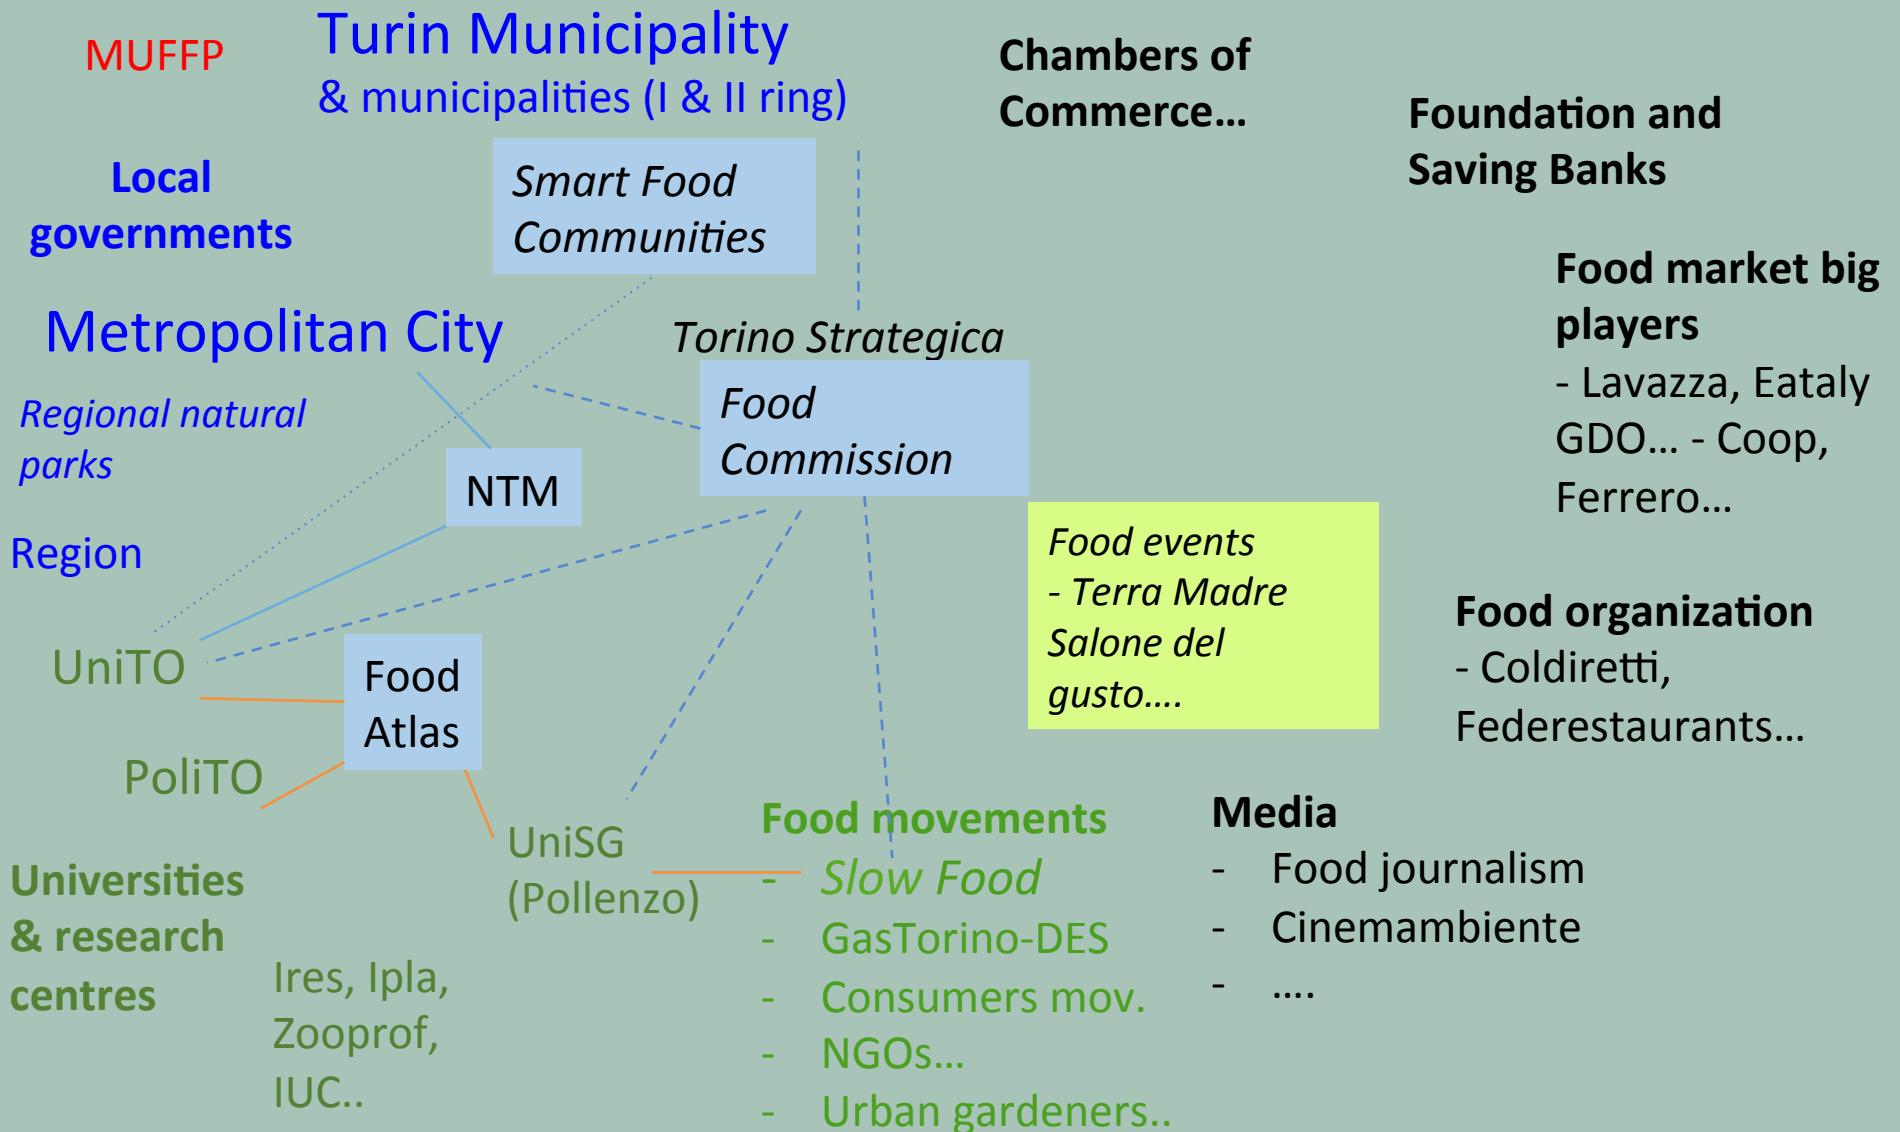 MUFFP
Turin Municipality
& municipalities (I & II ring)
Chambers of
Commerce…
Foundation and
Saving Banks
Local
governments
Smart Food
Communities
Food market big
players
- Lavazza, Eataly
GDO… - Coop,
Ferrero…
Metropolitan City
Torino Strategica
Food
Commission
Regional natural
parks
NTM
Region
Food events
- Terra Madre
Salone del
gusto….
Food organization
- Coldiretti,
Federestaurants…
UniTO
Food
Atlas
PoliTO
UniSG
(Pollenzo)
Food movements
- Slow Food
- GasTorino-DES
- Consumers mov.
- NGOs…
- Urban gardeners..
Media
- Food journalism
- Cinemambiente
- ….
Universities
& research
centres
Ires, Ipla,
Zooprof,
IUC..